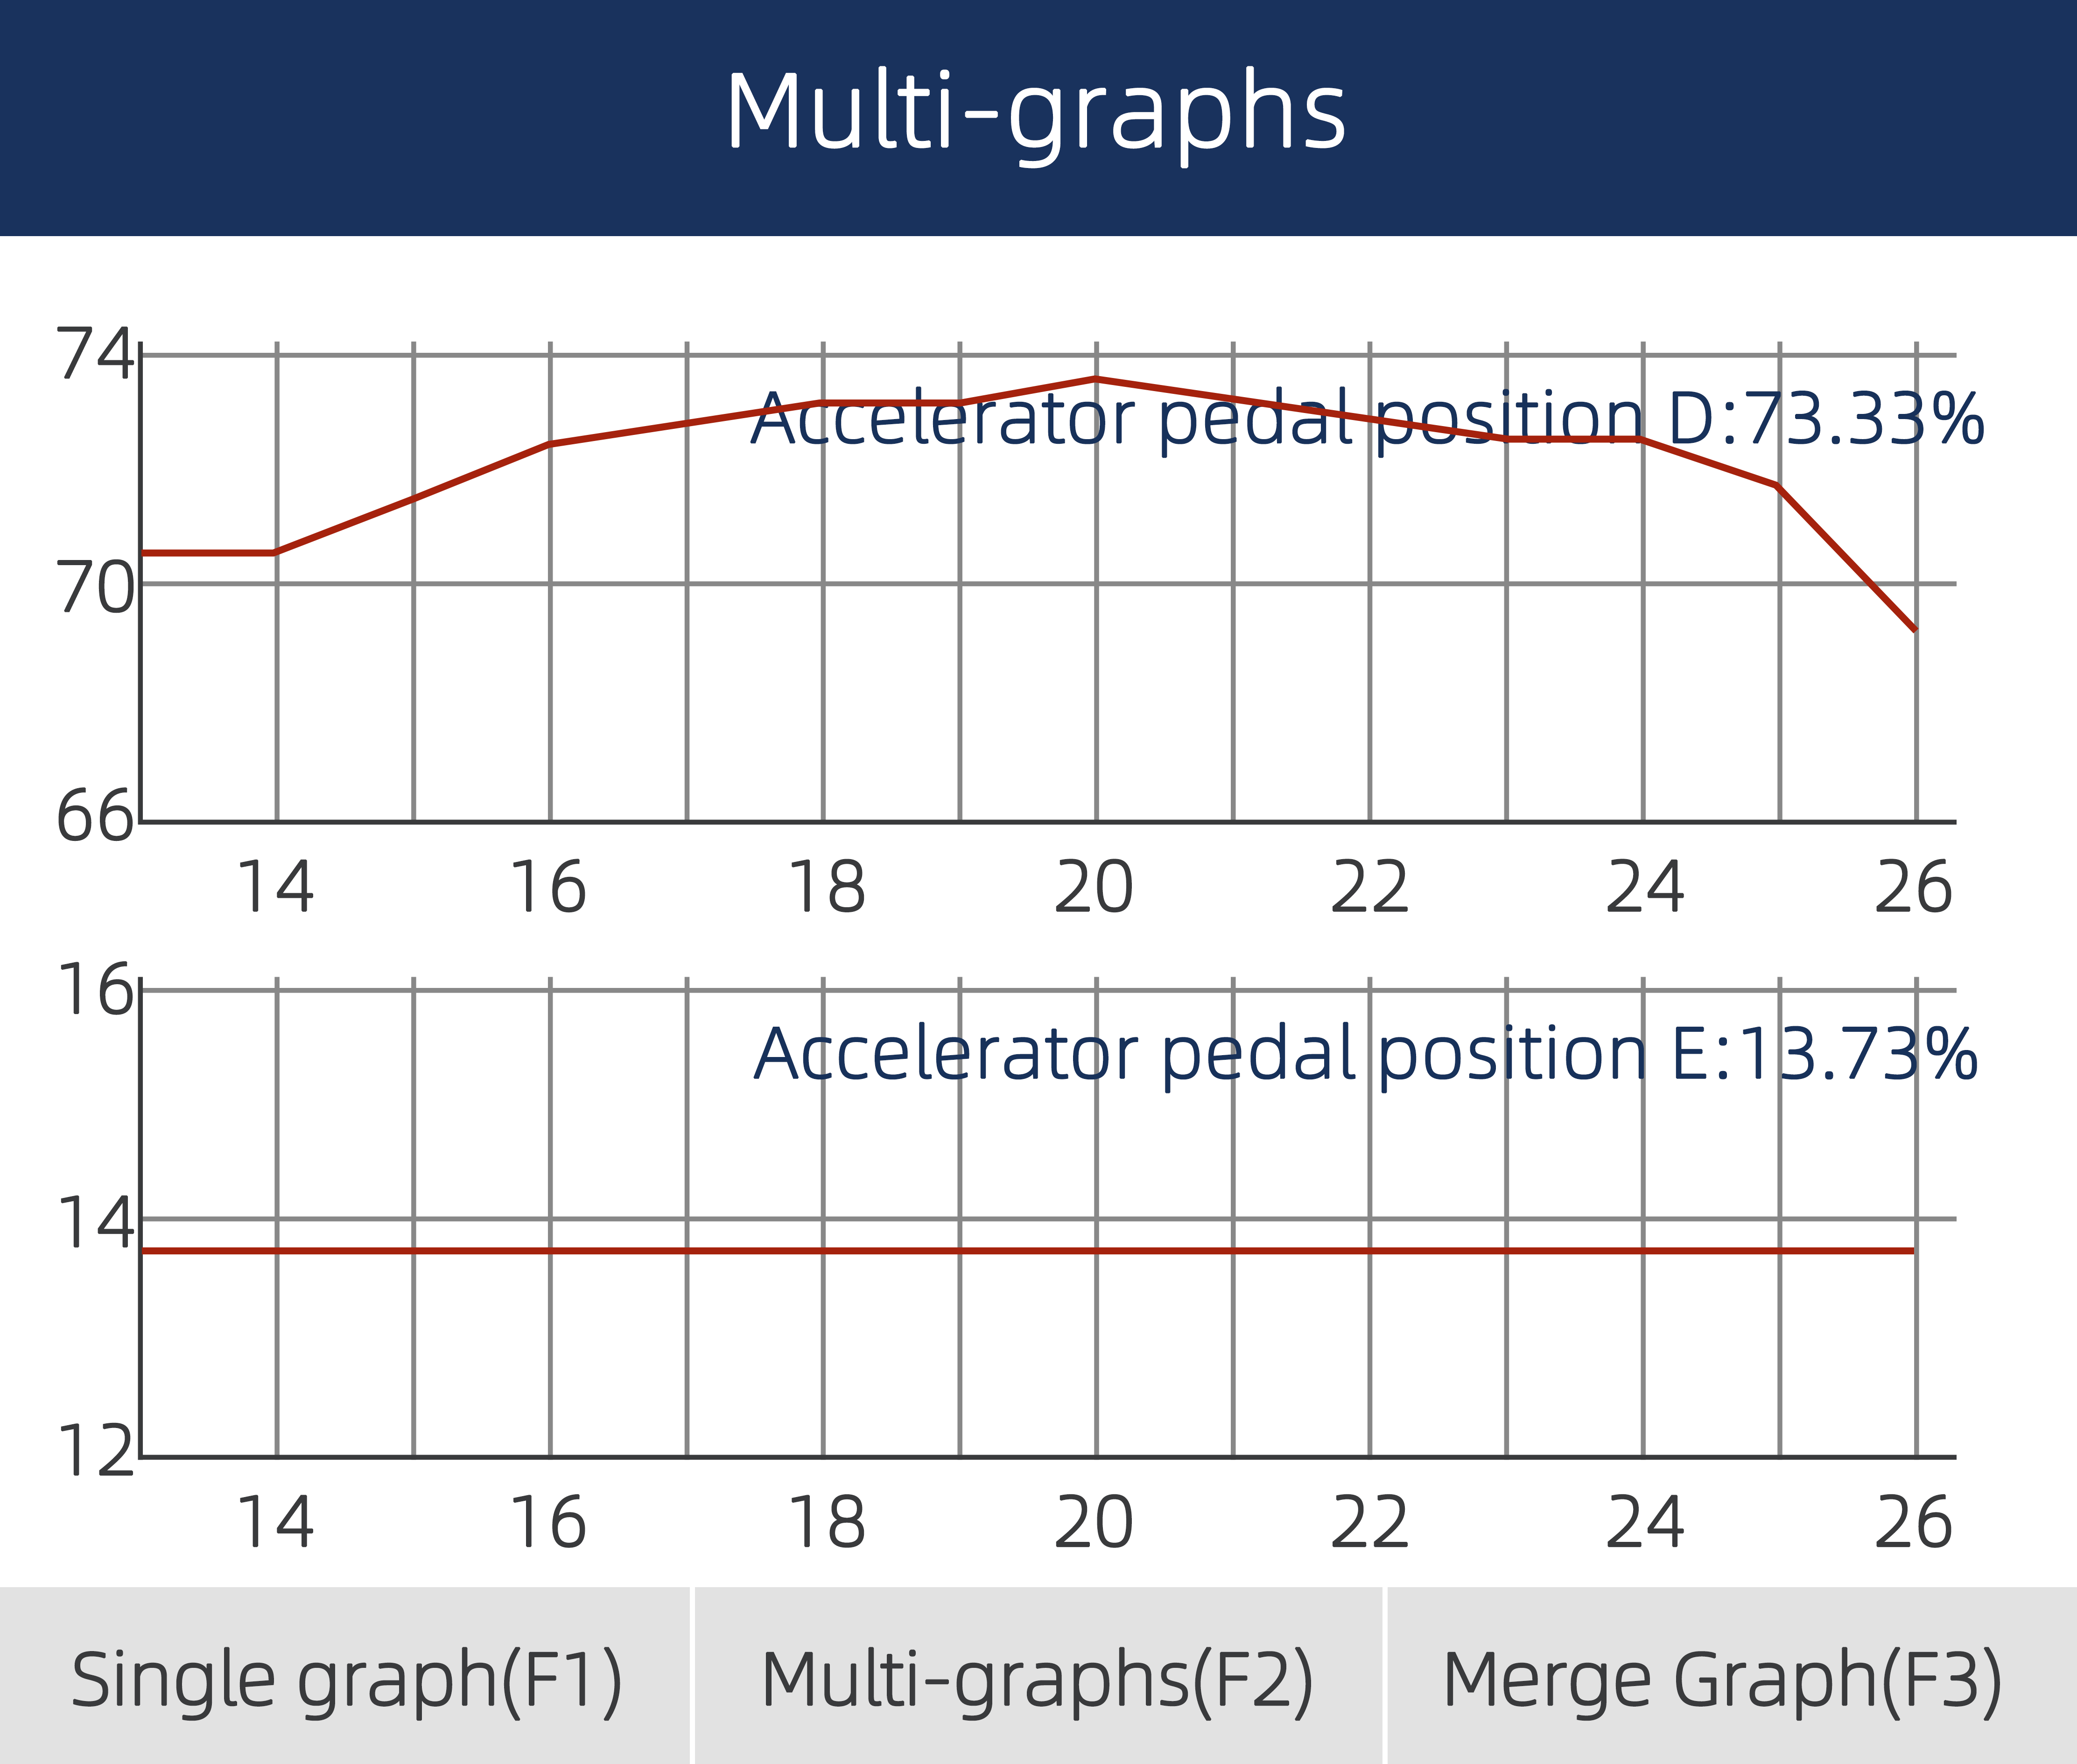 Multi-graphs
74
Accelerator pedal position D:73.33%
70
66
14 16 18 20 22 24 26
16
Accelerator pedal position E:13.73%
14
12
14 16 18 20 22 24 26
Single graph(F1) Multi-graphs(F2) Merge Graph(F3)